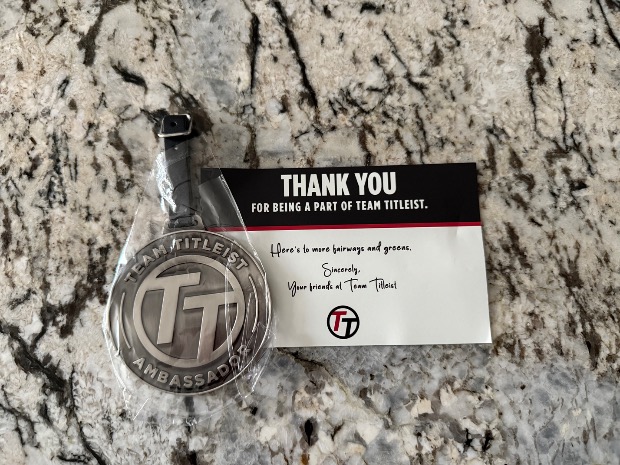 TEAM TITLEIST
TT
AMBASSADOR
THANK YOU
FOR BEING A PART OF TEAM TITLEIST.
Here's to more fairways and greens.
Sincerely,
Your friends at Team Titleist
TT